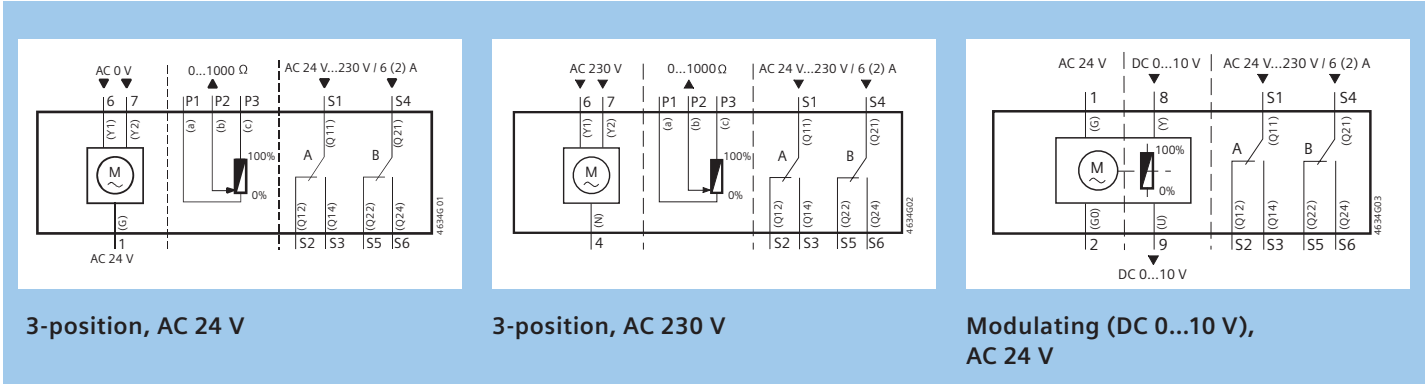 AC 0 V 0...1000 Ω AC 24 V...230 V / 6 (2) A
6 7 P1 P2 P3 S1 S4
(Y1) (Y2) (a) (b) (c) (Q11) (Q21)
M
100%
0%
A B
(G) (Q12) (Q14) (Q22) (Q24)
1 S2 S3 S5 S6
AC 24 V
4634G01
3-position, AC 24 V
AC 230 V 0...1000Ω AC 24 V...230 V / 6 (2) A
6 7 P1 P2 P3 S1 S4
(Y1) (Y2) (a) (b) (c) (Q11) (Q21)
M
100%
0%
A B
(N) (Q12) (Q14) (Q22) (Q24)
4 S2 S3 S5 S6
4634G02
3-position, AC 230 V
AC 24 V DC 0...10 V AC 24 V...230 V / 6 (2) A
1 8 S1 S4
(G) (Y) (Q11) (Q21)
M
100%
0%
A B
(G0) (U) (Q12) (Q14) (Q22) (Q24)
2 9 S2 S3 S5 S6
DC 0...10 V
4634G03
Modulating (DC 0...10 V),
AC 24 V